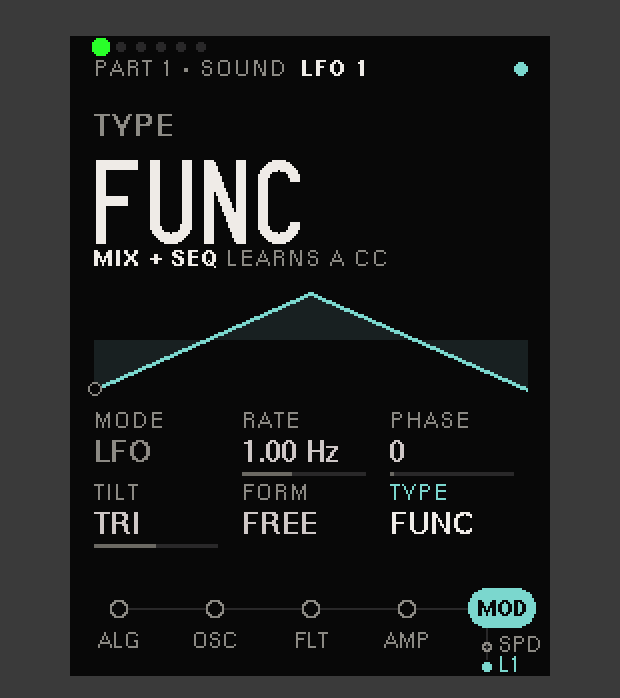 PART 1 · SOUND LFO 1
TYPE
FUNC
MIX + SEQ LEARNS A CC
MODE RATE PHASE
LFO 1.00 Hz 0
TILT FORM TYPE
TRI FREE FUNC
MOD
ALG OSC FLT AMP SPD
L1